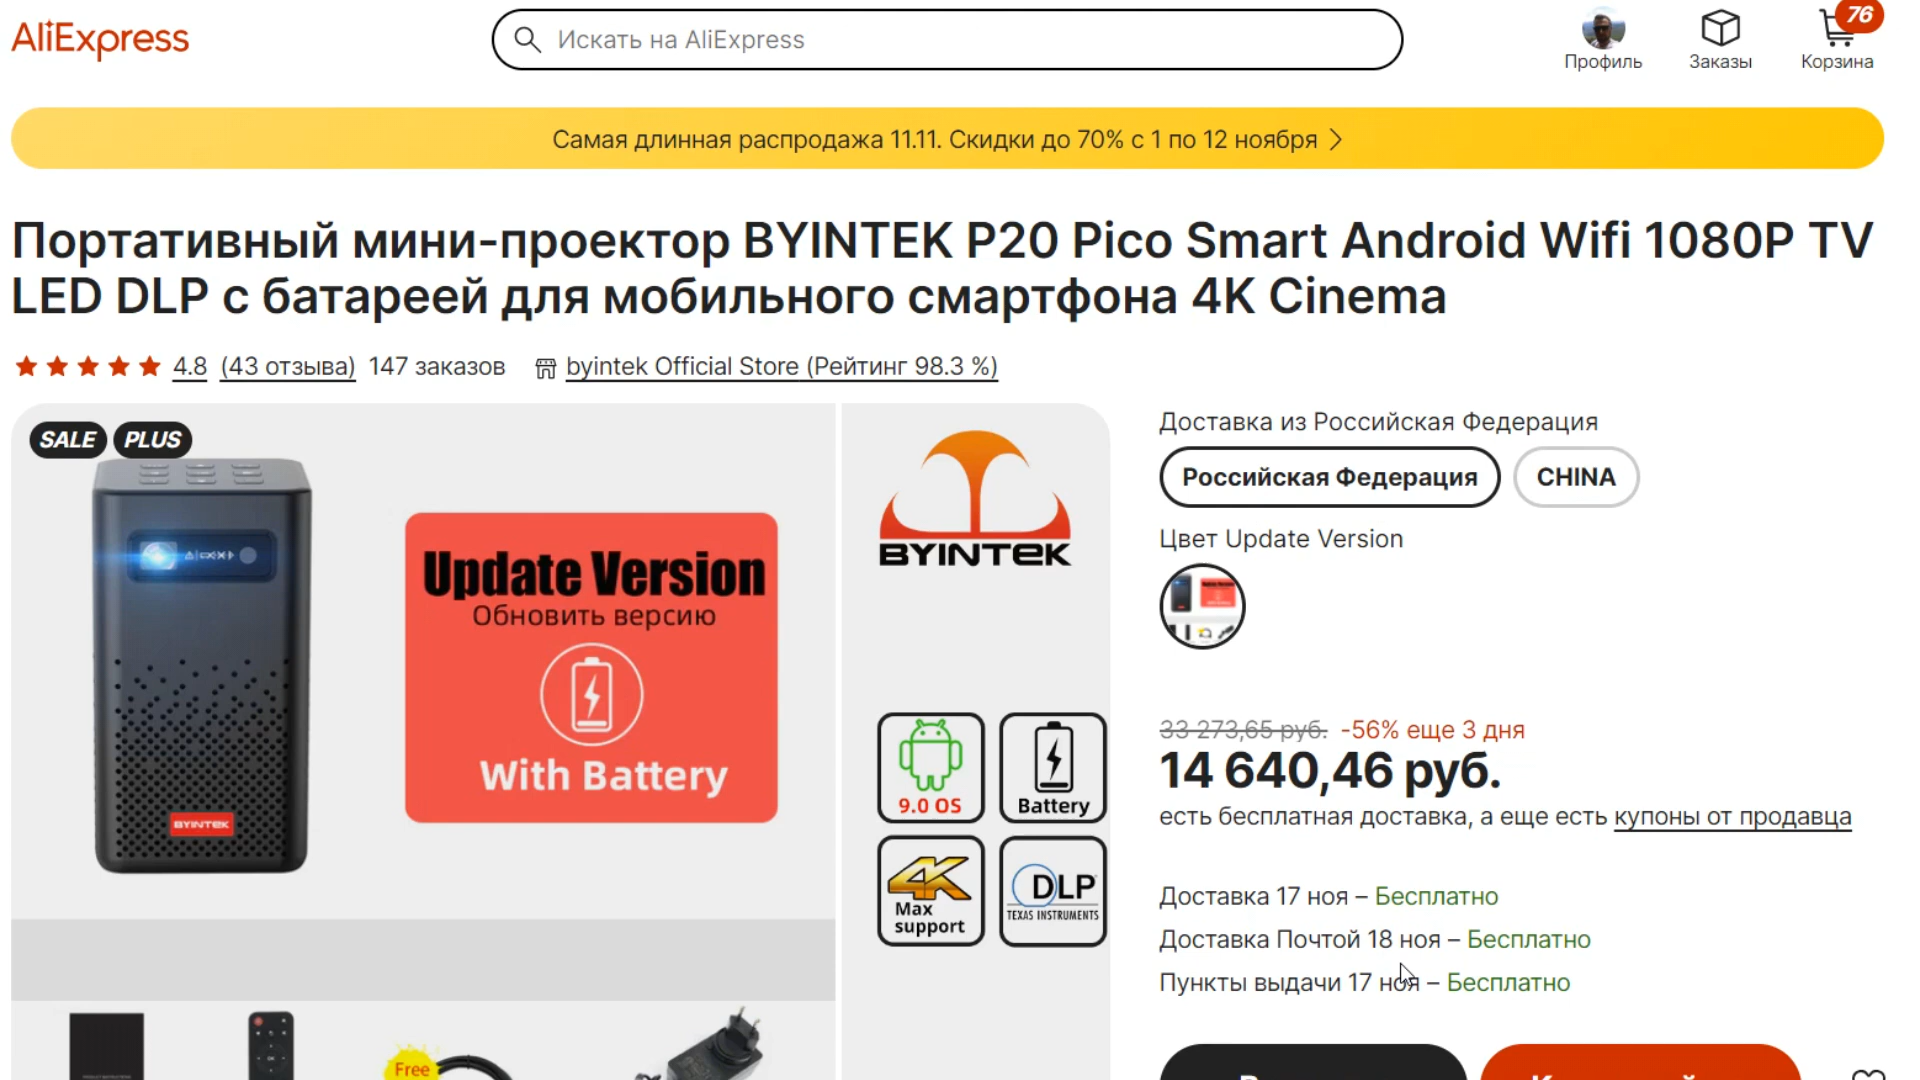 AliExpress
Искать на AliExpress
Профиль
Заказы
76
Корзина
Самая длинная распродажа 11.11. Скидки до 70% с 1 по 12 ноября
Портативный мини-проектор BYINTEK P20 Pico Smart Android Wifi 1080P TV
LED DLP с батареей для мобильного смартфона 4K Cinema
4.8 (43 отзыва) 147 заказов byintek Official Store (Рейтинг 98.3 %)
SALE PLUS
BYINTEK
Update Version
Обновить версию
With Battery
BYINTEK
9.0 OS
Battery
4K
Max
support
DLP
TEXAS INSTRUMENTS
Free
Доставка из Российская Федерация
Российская Федерация
CHINA
Цвет Update Version
33 273,65 руб. -56% еще 3 дня
14 640,46 руб.
есть бесплатная доставка, а еще есть купоны от продавца
Доставка 17 ноя – Бесплатно
Доставка Почтой 18 ноя – Бесплатно
Пункты выдачи 17 ноя – Бесплатно